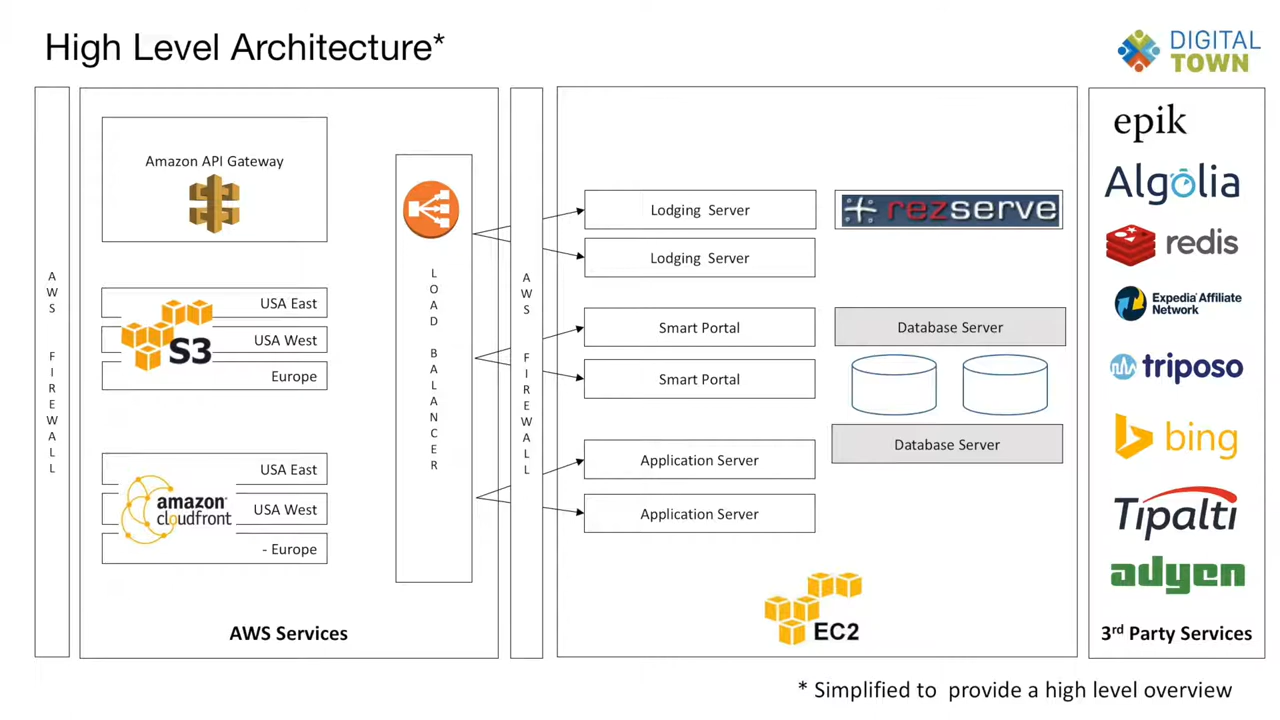 High Level Architecture*
DIGITAL
TOWN
AWS FIREWALL
Amazon API Gateway
S3
USA East
USA West
Europe
amazon
cloudfront
USA East
USA West
- Europe
AWS Services
LOAD BALANCER
AWS FIREWALL
Lodging Server
Lodging Server
Smart Portal
Smart Portal
Application Server
Application Server
rezserve
Database Server
Database Server
EC2
epik
Algolia
redis
Expedia Affiliate
Network
triposo
bing
Tipalti
adyen
3rd Party Services
* Simplified to provide a high level overview